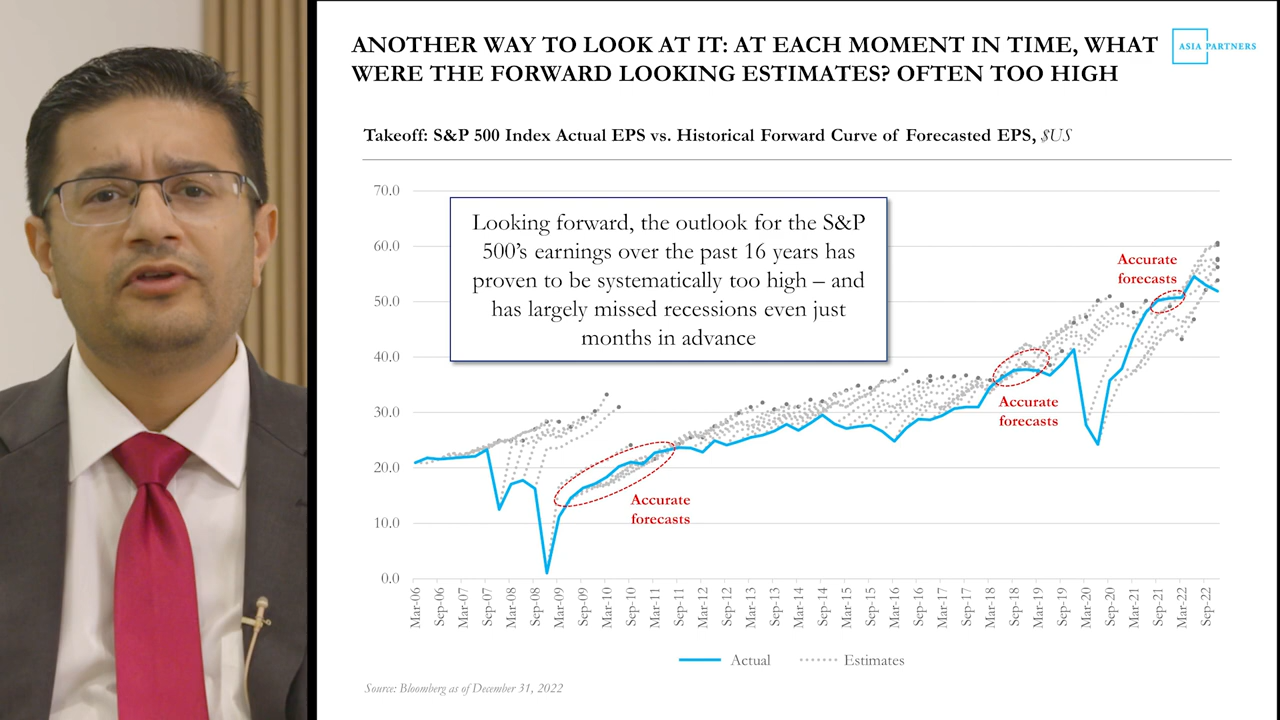 ANOTHER WAY TO LOOK AT IT: AT EACH MOMENT IN TIME, WHAT
WERE THE FORWARD LOOKING ESTIMATES? OFTEN TOO HIGH
ASIA PARTNERS
Takeoff: S&P 500 Index Actual EPS vs. Historical Forward Curve of Forecasted EPS, $US
70.0
60.0
50.0
40.0
30.0
20.0
10.0
0.0
Looking forward, the outlook for the S&P
500’s earnings over the past 16 years has
proven to be systematically too high – and
has largely missed recessions even just
months in advance
Accurate
forecasts
Accurate
forecasts
Accurate
forecasts
Mar-06
Sep-06
Mar-07
Sep-07
Mar-08
Sep-08
Mar-09
Sep-09
Mar-10
Sep-10
Mar-11
Sep-11
Mar-12
Sep-12
Mar-13
Sep-13
Mar-14
Sep-14
Mar-15
Sep-15
Mar-16
Sep-16
Mar-17
Sep-17
Mar-18
Sep-18
Mar-19
Sep-19
Mar-20
Sep-20
Mar-21
Sep-21
Mar-22
Sep-22
Actual
Estimates
Source: Bloomberg as of December 31, 2022